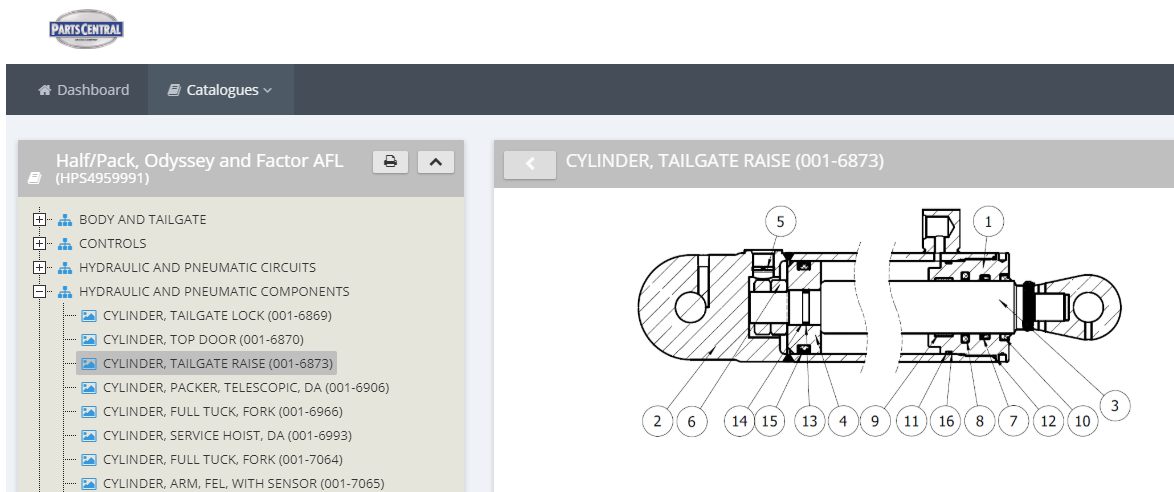 PARTS CENTRAL
Dashboard
Catalogues
Half/Pack, Odyssey and Factor AFL
(HPS4959991)
BODY AND TAILGATE
CONTROLS
HYDRAULIC AND PNEUMATIC CIRCUITS
HYDRAULIC AND PNEUMATIC COMPONENTS
CYLINDER, TAILGATE LOCK (001-6869)
CYLINDER, TOP DOOR (001-6870)
CYLINDER, TAILGATE RAISE (001-6873)
CYLINDER, PACKER, TELESCOPIC, DA (001-6906)
CYLINDER, FULL TUCK, FORK (001-6966)
CYLINDER, SERVICE HOIST, DA (001-6993)
CYLINDER, FULL TUCK, FORK (001-7064)
CYLINDER, ARM, FEL, WITH SENSOR (001-7065)
CYLINDER, TAILGATE RAISE (001-6873)
5 1
2 6 14 15 13 4 9 11 16 8 7 12 10 3